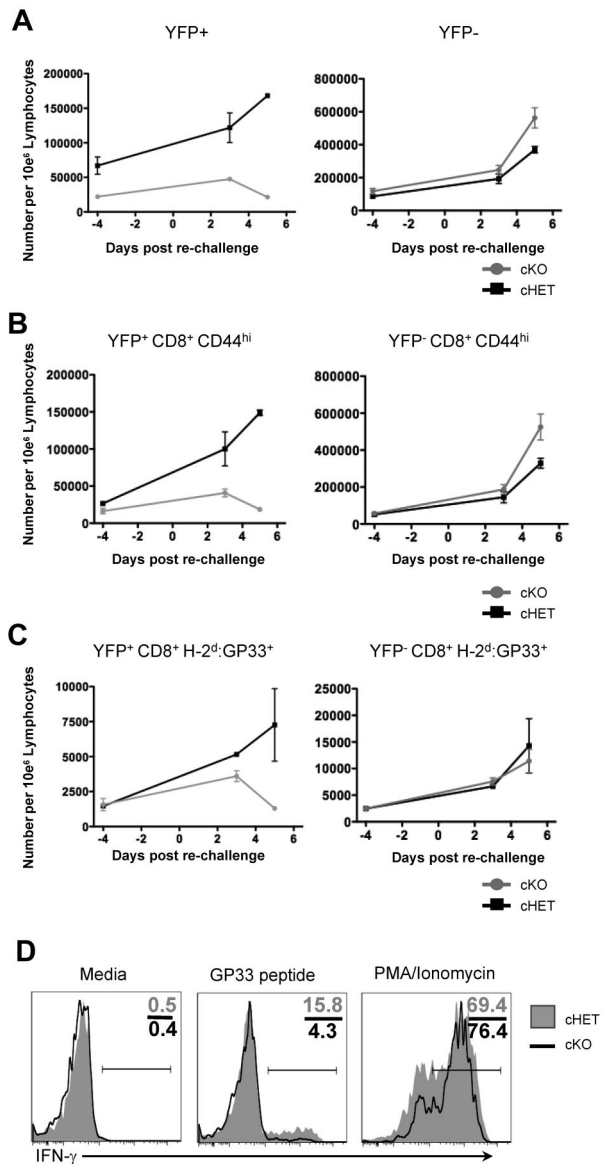 A
YFP+
YFP-
Number per 10e⁶ Lymphocytes
200000
150000
100000
50000
0
-4 -2 0 2 4 6
Days post re-challenge
800000
600000
400000
200000
0
-4 -2 0 2 4 6
Days post re-challenge
cKO
cHET
B
YFP⁺ CD8⁺ CD44ʰⁱ
YFP⁻ CD8⁺ CD44ʰⁱ
Number per 10e⁶ Lymphocytes
200000
150000
100000
50000
0
-4 -2 0 2 4 6
Days post re-challenge
800000
600000
400000
200000
0
-4 -2 0 2 4 6
Days post re-challenge
cKO
cHET
C
YFP⁺ CD8⁺ H-2ᵈ:GP33⁺
YFP⁻ CD8⁺ H-2ᵈ:GP33⁺
Number per 10e⁶ Lymphocytes
10000
7500
5000
2500
0
-4 -2 0 2 4 6
Days post re-challenge
25000
20000
15000
10000
5000
0
-4 -2 0 2 4 6
Days post re-challenge
cKO
cHET
D
Media
GP33 peptide
PMA/Ionomycin
0.5
0.4
15.8
4.3
69.4
76.4
cHET
cKO
IFN-γ